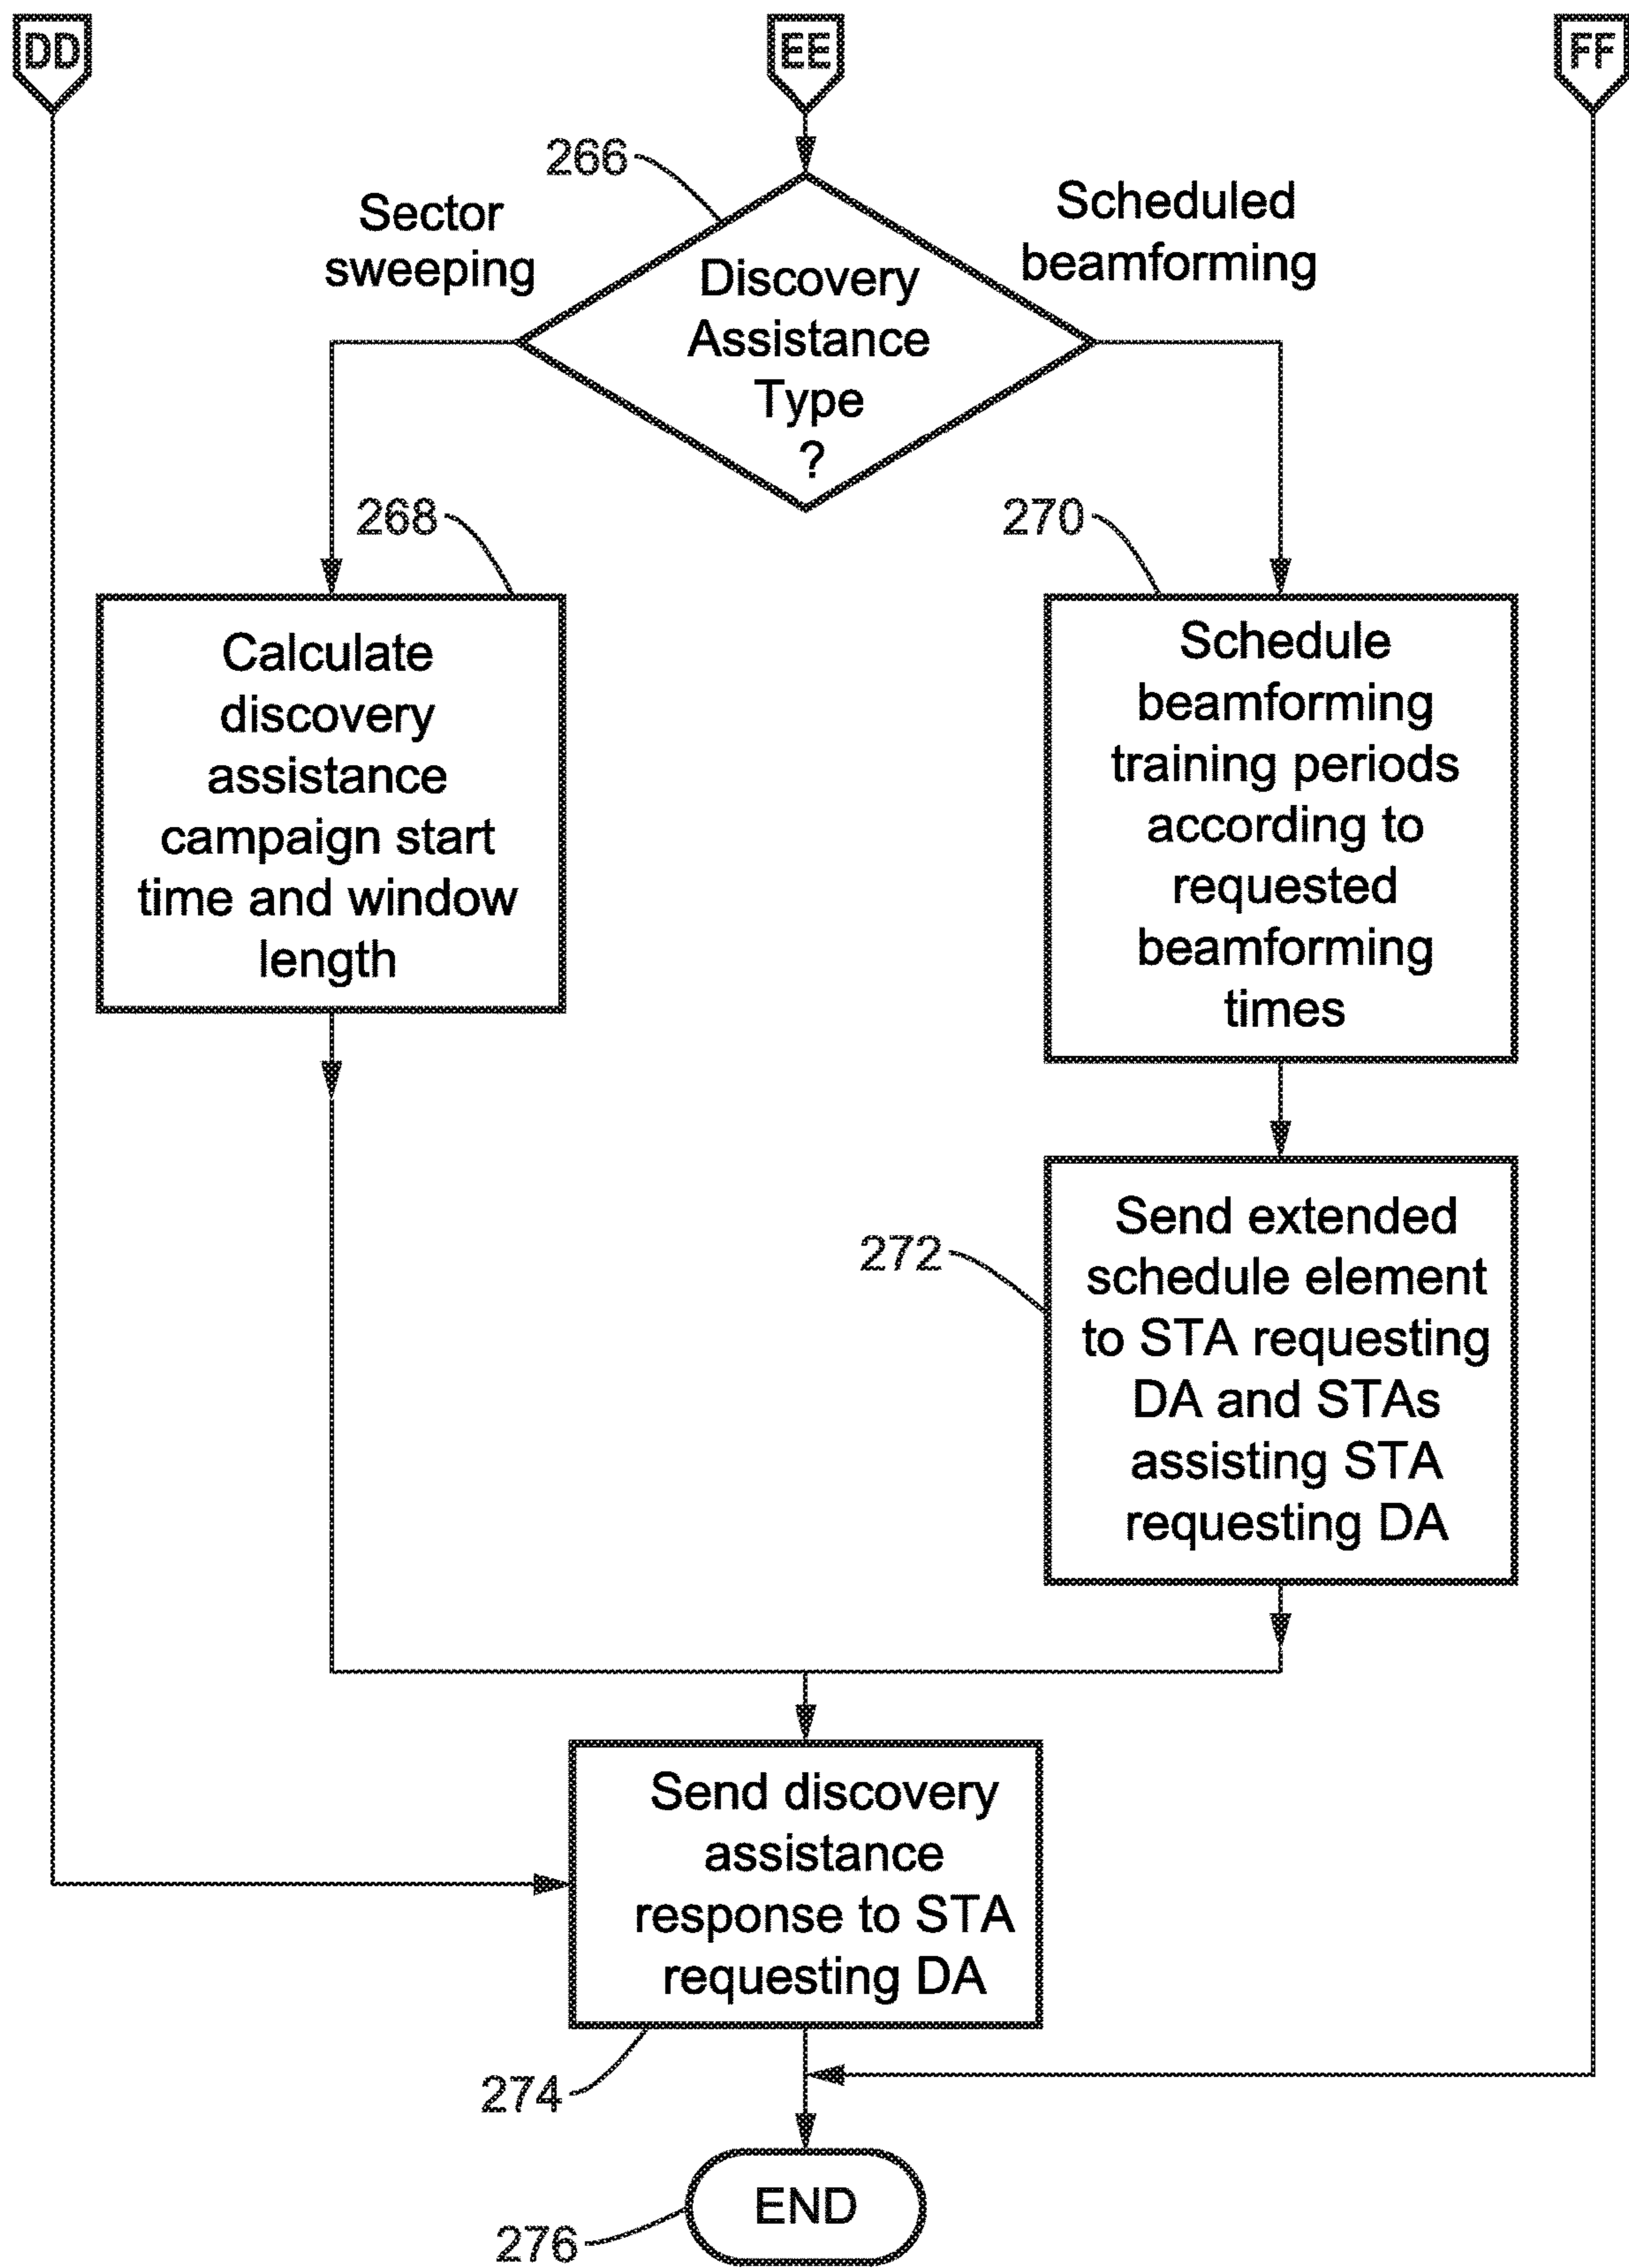 DD
EE
FF
266
Sector
sweeping
Scheduled
beamforming
Discovery
Assistance
Type
?
268
270
Calculate
discovery
assistance
campaign start
time and window
length
Schedule
beamforming
training periods
according to
requested
beamforming
times
272
Send extended
schedule element
to STA requesting
DA and STAs
assisting STA
requesting DA
Send discovery
assistance
response to STA
requesting DA
274
END
276